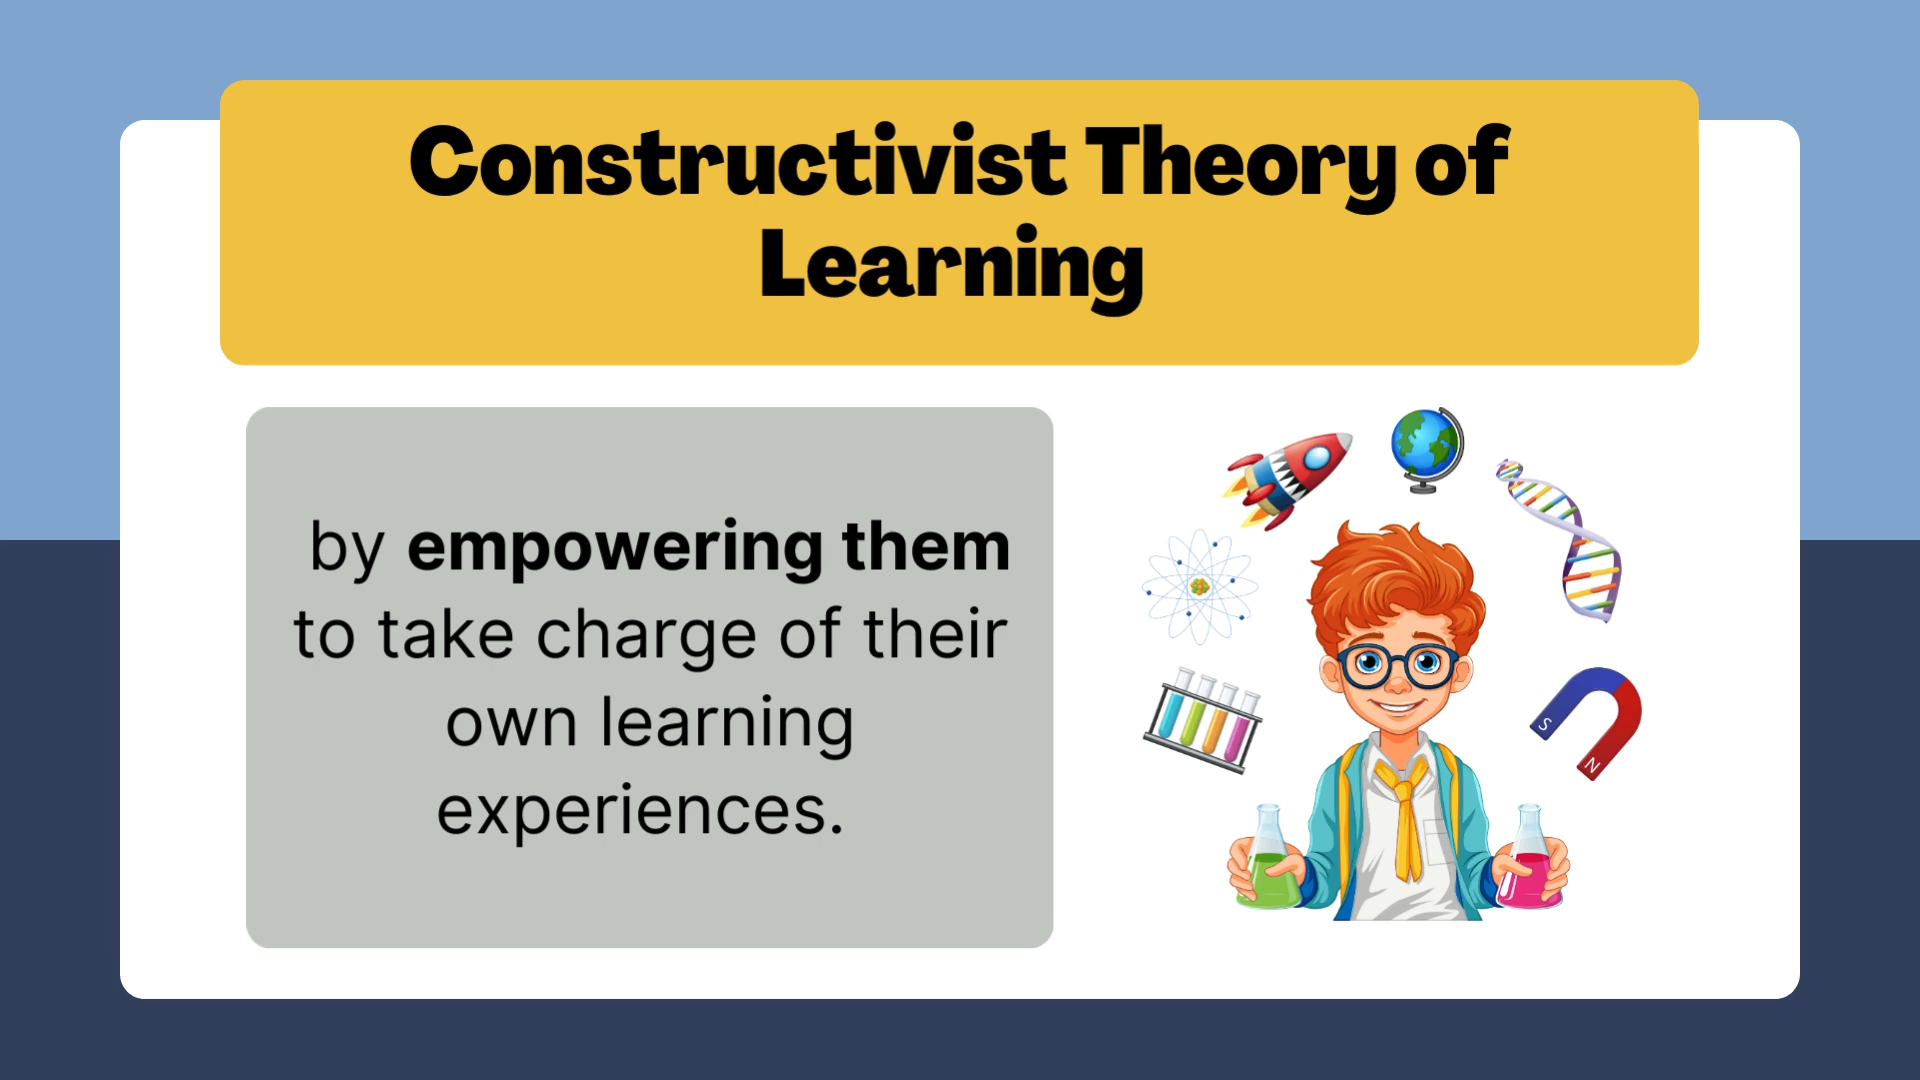 Constructivist Theory of
Learning
by empowering them
to take charge of their
own learning
experiences.
S
N